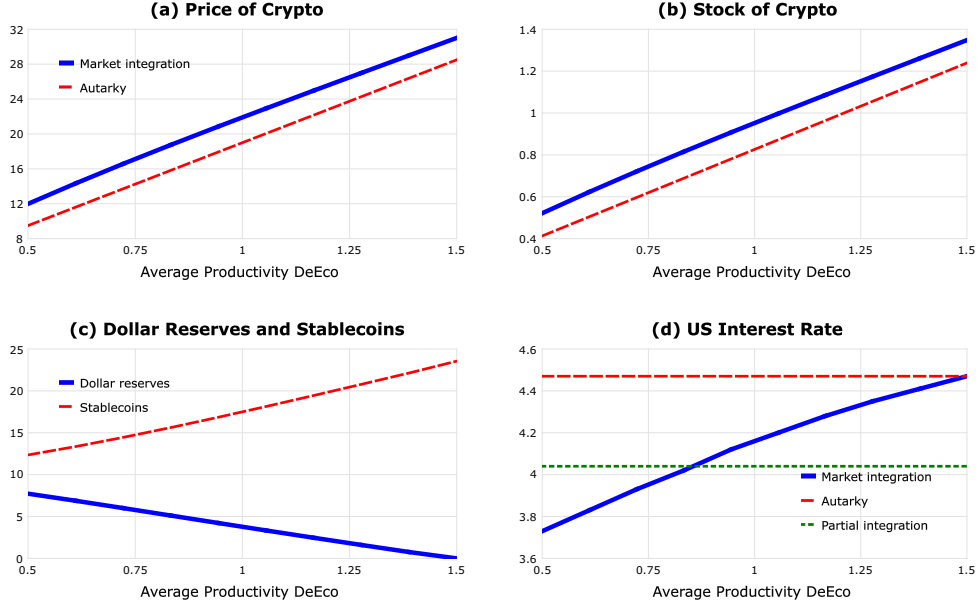 (a) Price of Crypto
32
28
24
20
16
12
8
Market integration
Autarky
0.5 0.75 1 1.25 1.5
Average Productivity DeEco
(b) Stock of Crypto
1.4
1.2
1
0.8
0.6
0.4
0.5 0.75 1 1.25 1.5
Average Productivity DeEco
(c) Dollar Reserves and Stablecoins
25
20
15
10
5
0
Dollar reserves
Stablecoins
0.5 0.75 1 1.25 1.5
Average Productivity DeEco
(d) US Interest Rate
4.6
4.4
4.2
4
3.8
3.6
Market integration
Autarky
Partial integration
0.5 0.75 1 1.25 1.5
Average Productivity DeEco